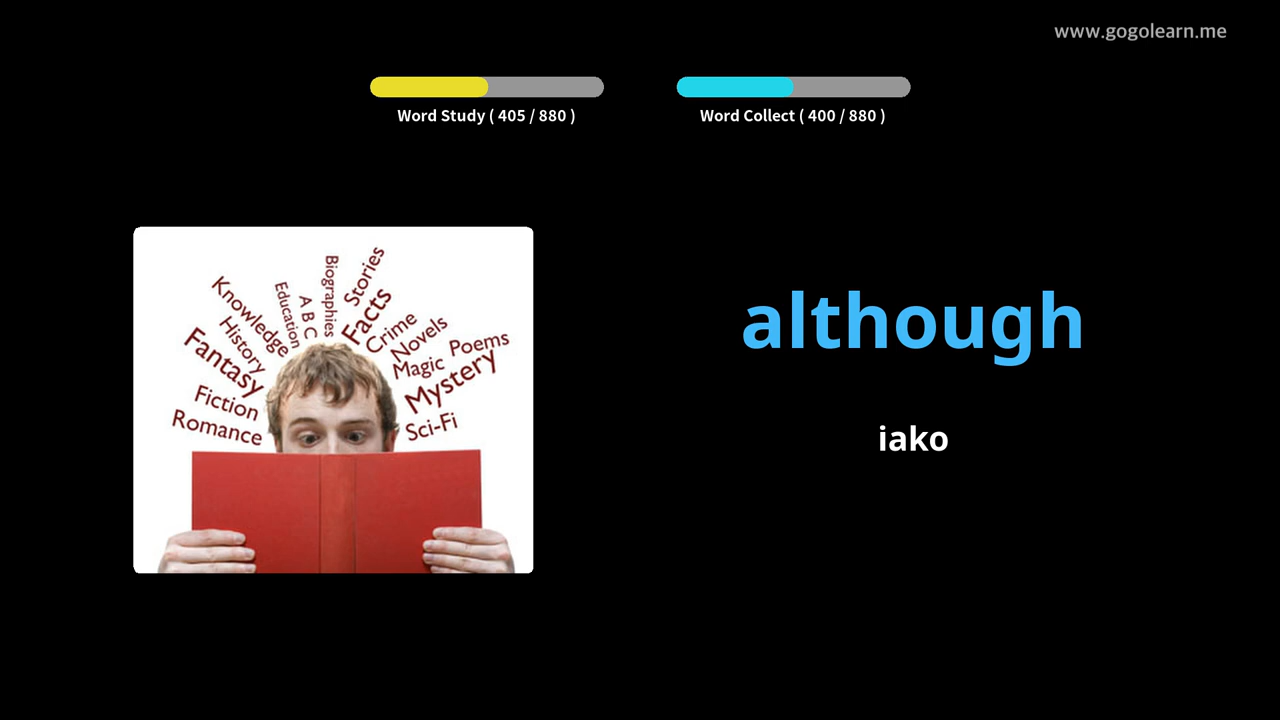 www.gogolearn.me
Word Study ( 405 / 880 )
Word Collect ( 400 / 880 )
Biographies
Stories
Knowledge
Education
A B C
Facts
Crime
History
Novels
Poems
Fantasy
Magic
Mystery
Fiction
Romance
Sci-Fi
although
iako